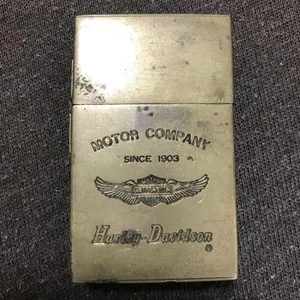 MOTOR COMPANY
SINCE 1903
Harley-Davidson
®